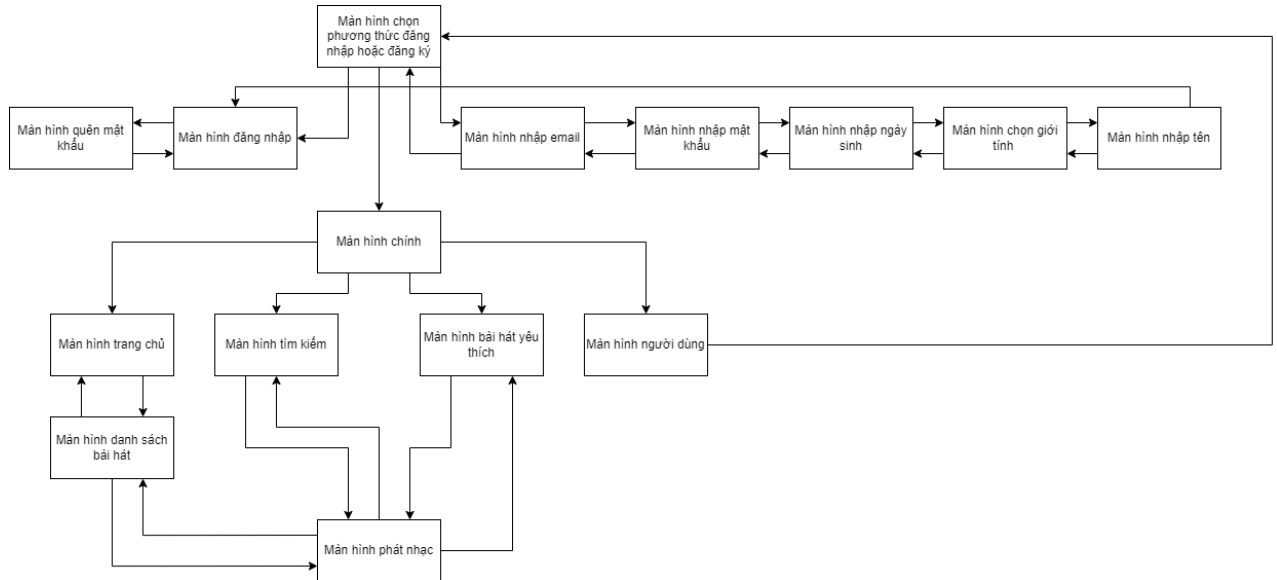 Màn hình chọn
phương thức đăng
nhập hoặc đăng ký
Màn hình quên mật
khẩu
Màn hình đăng nhập
Màn hình nhập email
Màn hình nhập mật
khẩu
Màn hình nhập ngày
sinh
Màn hình chọn giới
tính
Màn hình nhập tên
Màn hình chính
Màn hình trang chủ
Màn hình tìm kiếm
Màn hình bài hát yêu
thích
Màn hình người dùng
Màn hình danh sách
bài hát
Màn hình phát nhạc